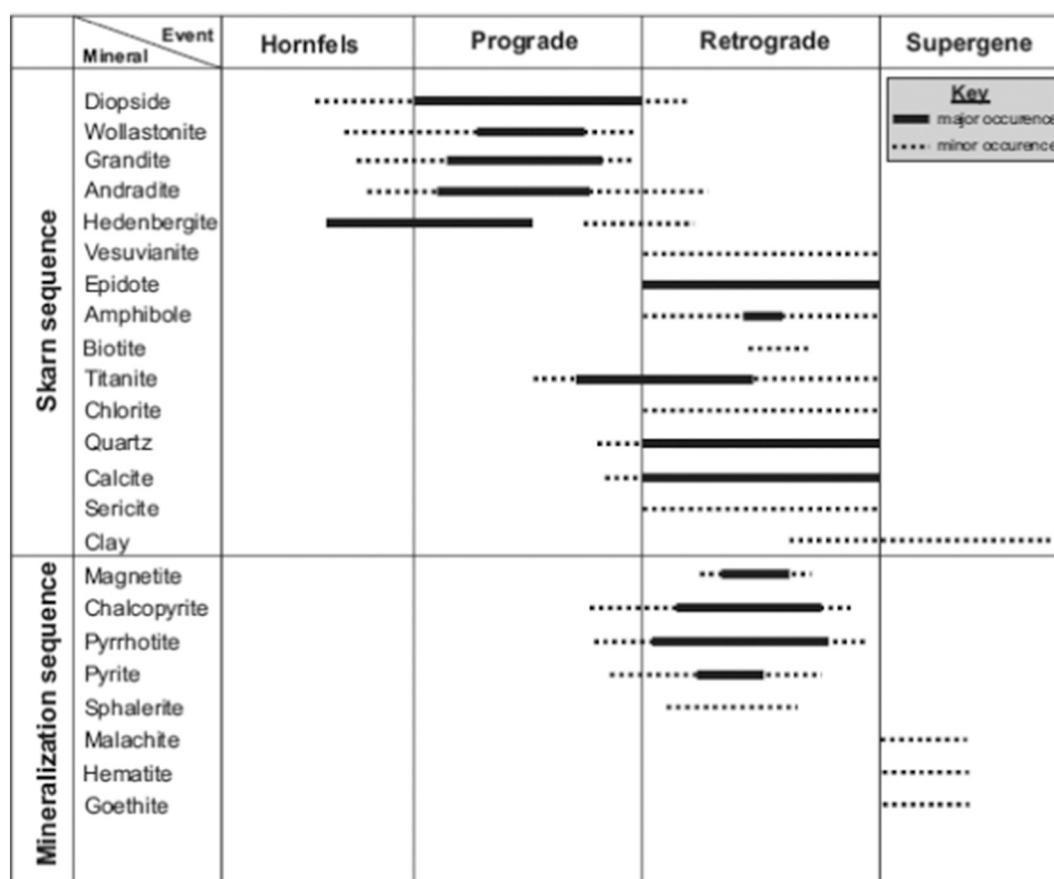 Event
Mineral
Hornfels
Prograde
Retrograde
Supergene
Key
major occurence
minor occurence
Skarn sequence
Diopside
Wollastonite
Grandite
Andradite
Hedenbergite
Vesuvianite
Epidote
Amphibole
Biotite
Titanite
Chlorite
Quartz
Calcite
Sericite
Clay
Mineralization sequence
Magnetite
Chalcopyrite
Pyrrhotite
Pyrite
Sphalerite
Malachite
Hematite
Goethite